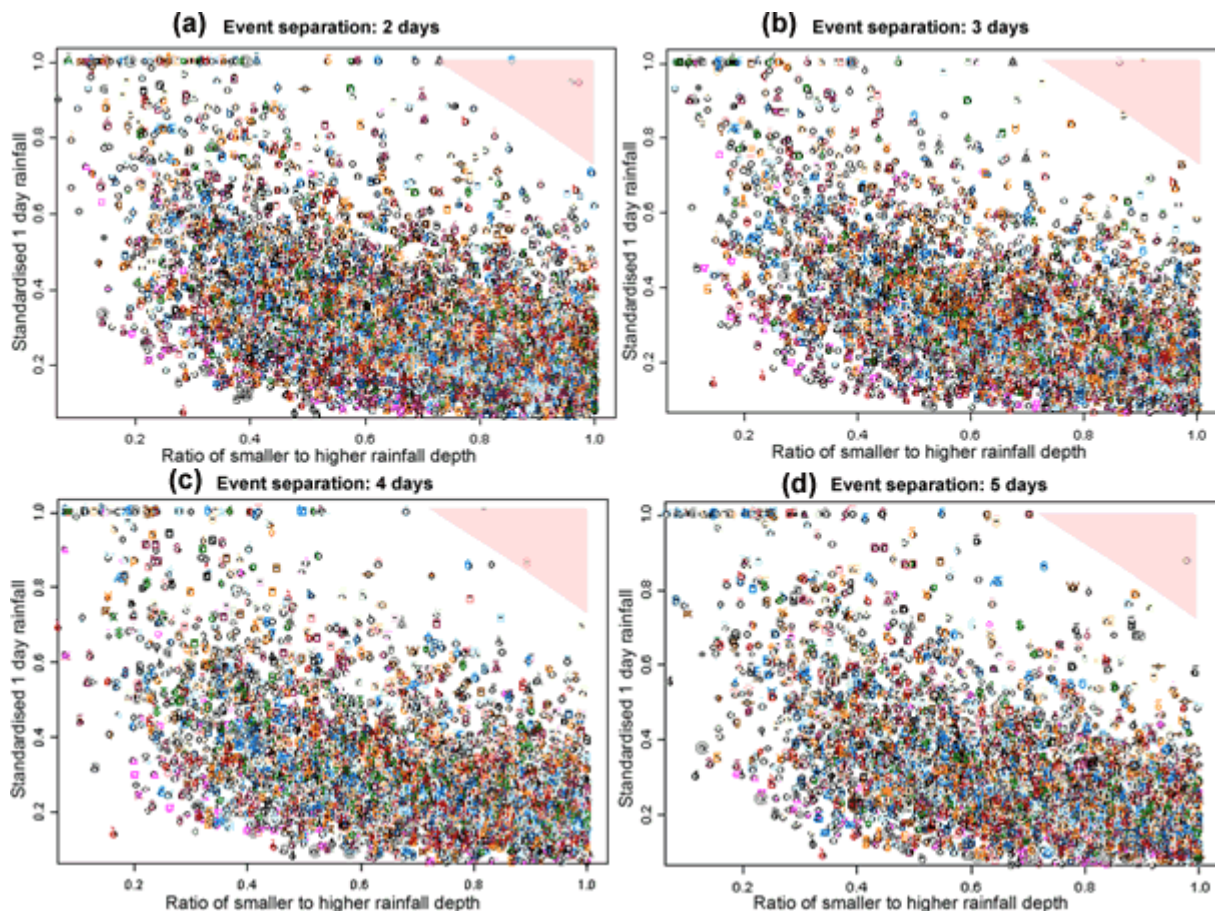 (a) Event separation: 2 days
Standardised 1 day rainfall
1.0
0.8
0.6
0.4
0.2
0.2 0.4 0.6 0.8 1.0
Ratio of smaller to higher rainfall depth
(b) Event separation: 3 days
Standardised 1 day rainfall
1.0
0.8
0.6
0.4
0.2
0.2 0.4 0.6 0.8 1.0
Ratio of smaller to higher rainfall depth
(c) Event separation: 4 days
Standardised 1 day rainfall
1.0
0.8
0.6
0.4
0.2
0.2 0.4 0.6 0.8 1.0
Ratio of smaller to higher rainfall depth
(d) Event separation: 5 days
Standardised 1 day rainfall
1.0
0.8
0.6
0.4
0.2
0.2 0.4 0.6 0.8 1.0
Ratio of smaller to higher rainfall depth